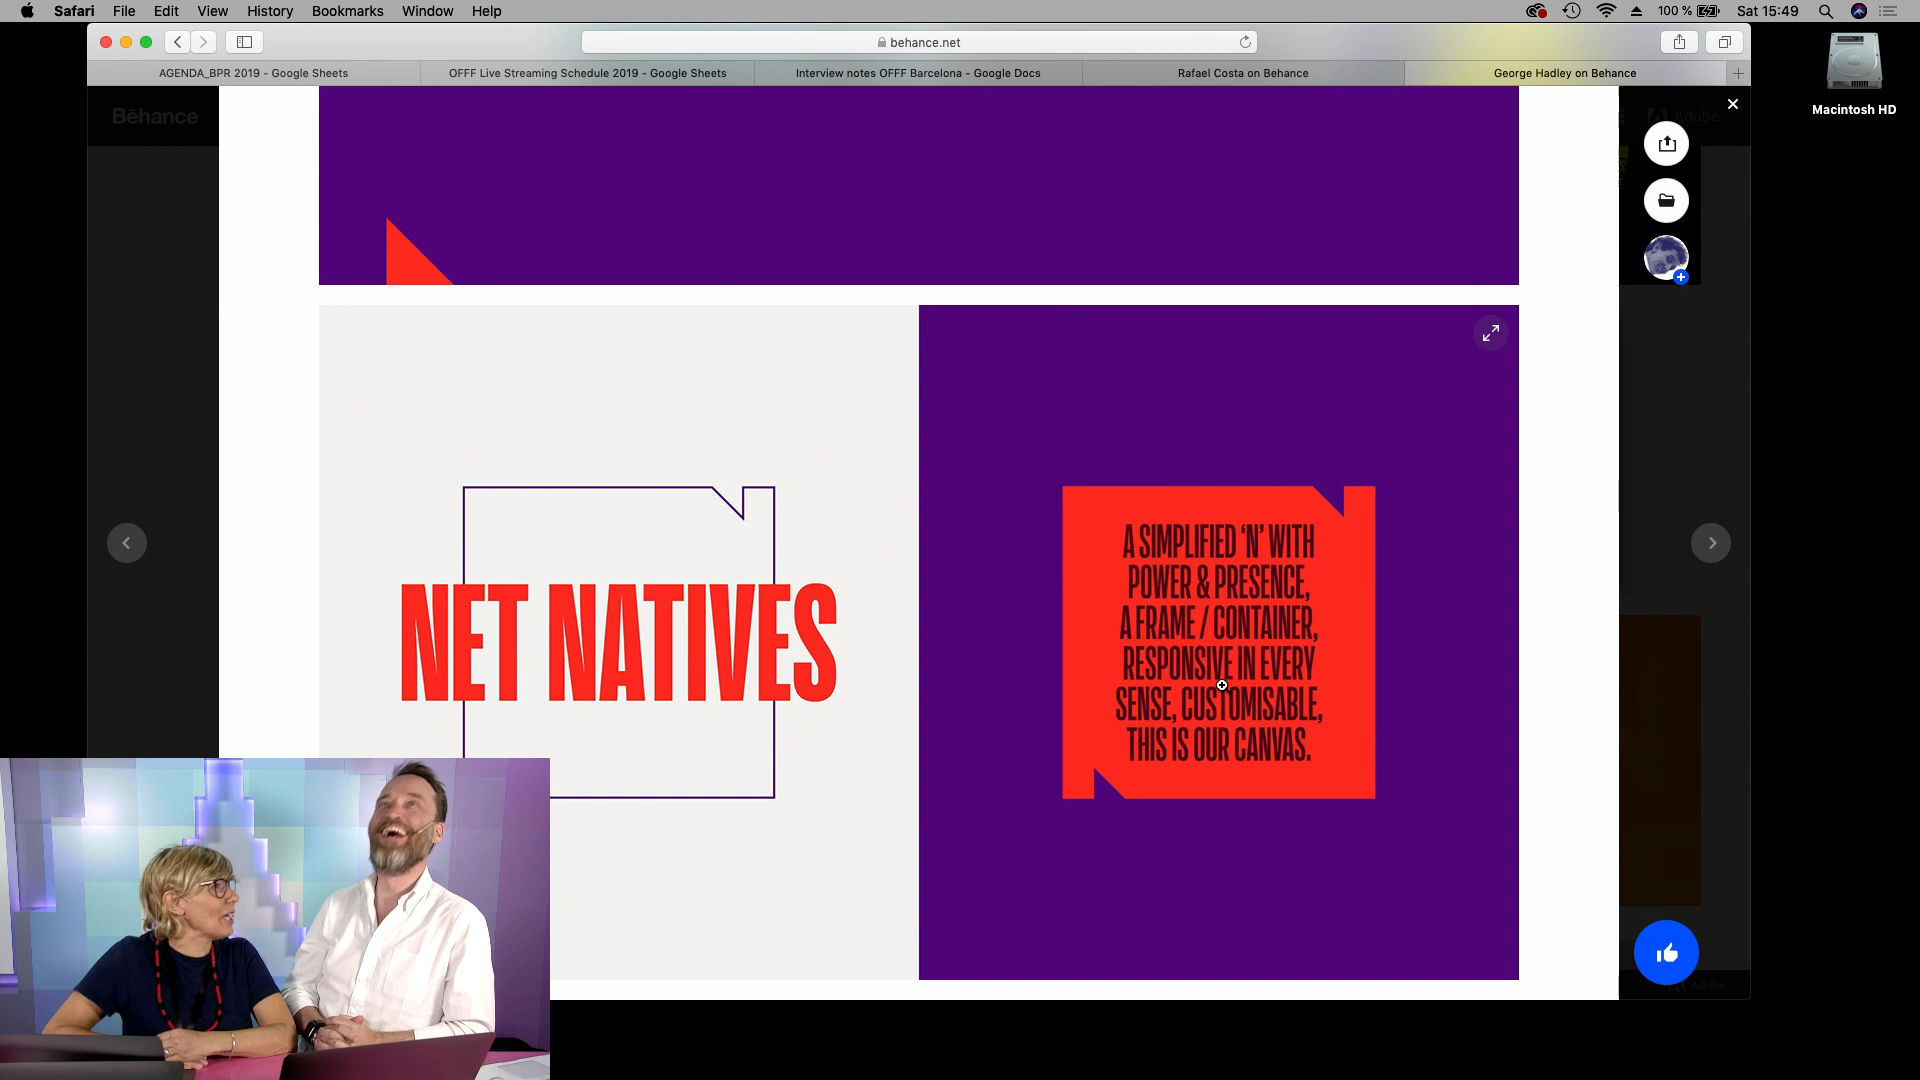 Safari File Edit View History Bookmarks Window Help
100 % Sat 15:49
behance.net
AGENDA_BPR 2019 - Google Sheets
OFFF Live Streaming Schedule 2019 - Google Sheets
Interview notes OFFF Barcelona - Google Docs
Rafael Costa on Behance
George Hadley on Behance
Macintosh HD
Bēhance
Adobe
NET NATIVES
A SIMPLIFIED ‘N’ WITH
POWER & PRESENCE,
A FRAME / CONTAINER,
RESPONSIVE IN EVERY
SENSE, CUSTOMISABLE,
THIS IS OUR CANVAS.
Adobe